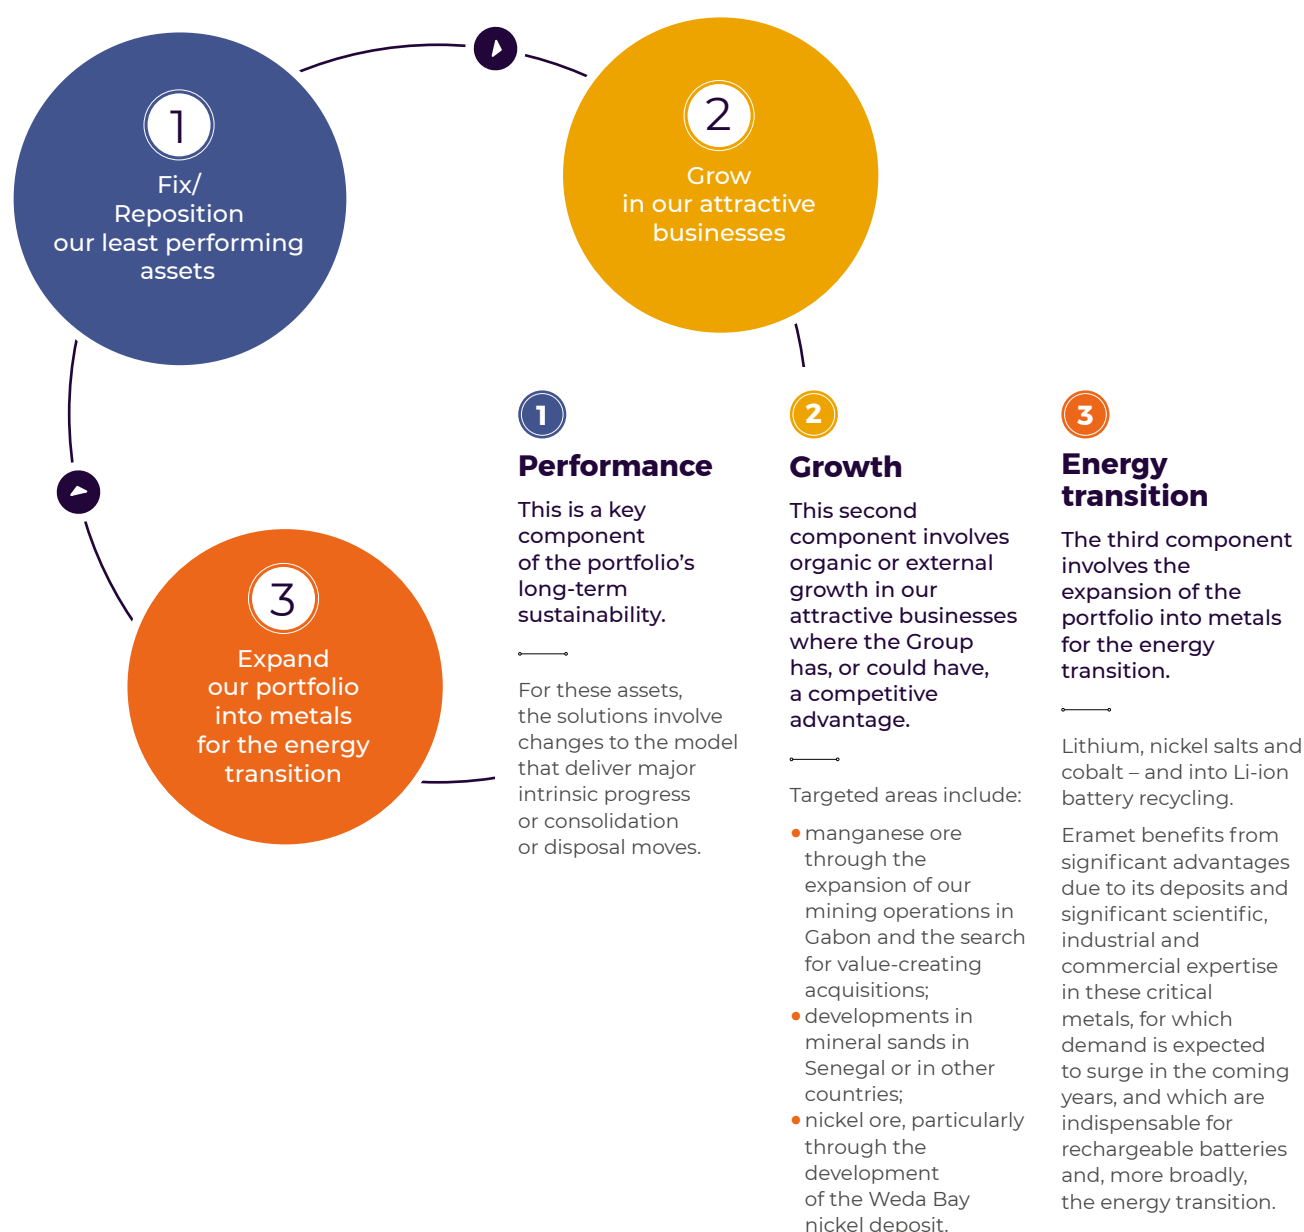 1
Fix/
Reposition
our least performing
assets
2
Grow
in our attractive
businesses
3
Expand
our portfolio
into metals
for the energy
transition
1
Performance
This is a key
component
of the portfolio's
long-term
sustainability.
For these assets,
the solutions involve
changes to the model
that deliver major
intrinsic progress
or consolidation
or disposal moves.
2
Growth
This second
component involves
organic or external
growth in our
attractive businesses
where the Group
has, or could have,
a competitive
advantage.
Targeted areas include:
• manganese ore
through the
expansion of our
mining operations in
Gabon and the search
for value-creating
acquisitions;
• developments in
mineral sands in
Senegal or in other
countries;
• nickel ore, particularly
through the
development
of the Weda Bay
nickel deposit.
3
Energy
transition
The third component
involves the
expansion of the
portfolio into metals
for the energy
transition.
Lithium, nickel salts and
cobalt – and into Li-ion
battery recycling.
Eramet benefits from
significant advantages
due to its deposits and
significant scientific,
industrial and
commercial expertise
in these critical
metals, for which
demand is expected
to surge in the coming
years, and which are
indispensable for
rechargeable batteries
and, more broadly,
the energy transition.